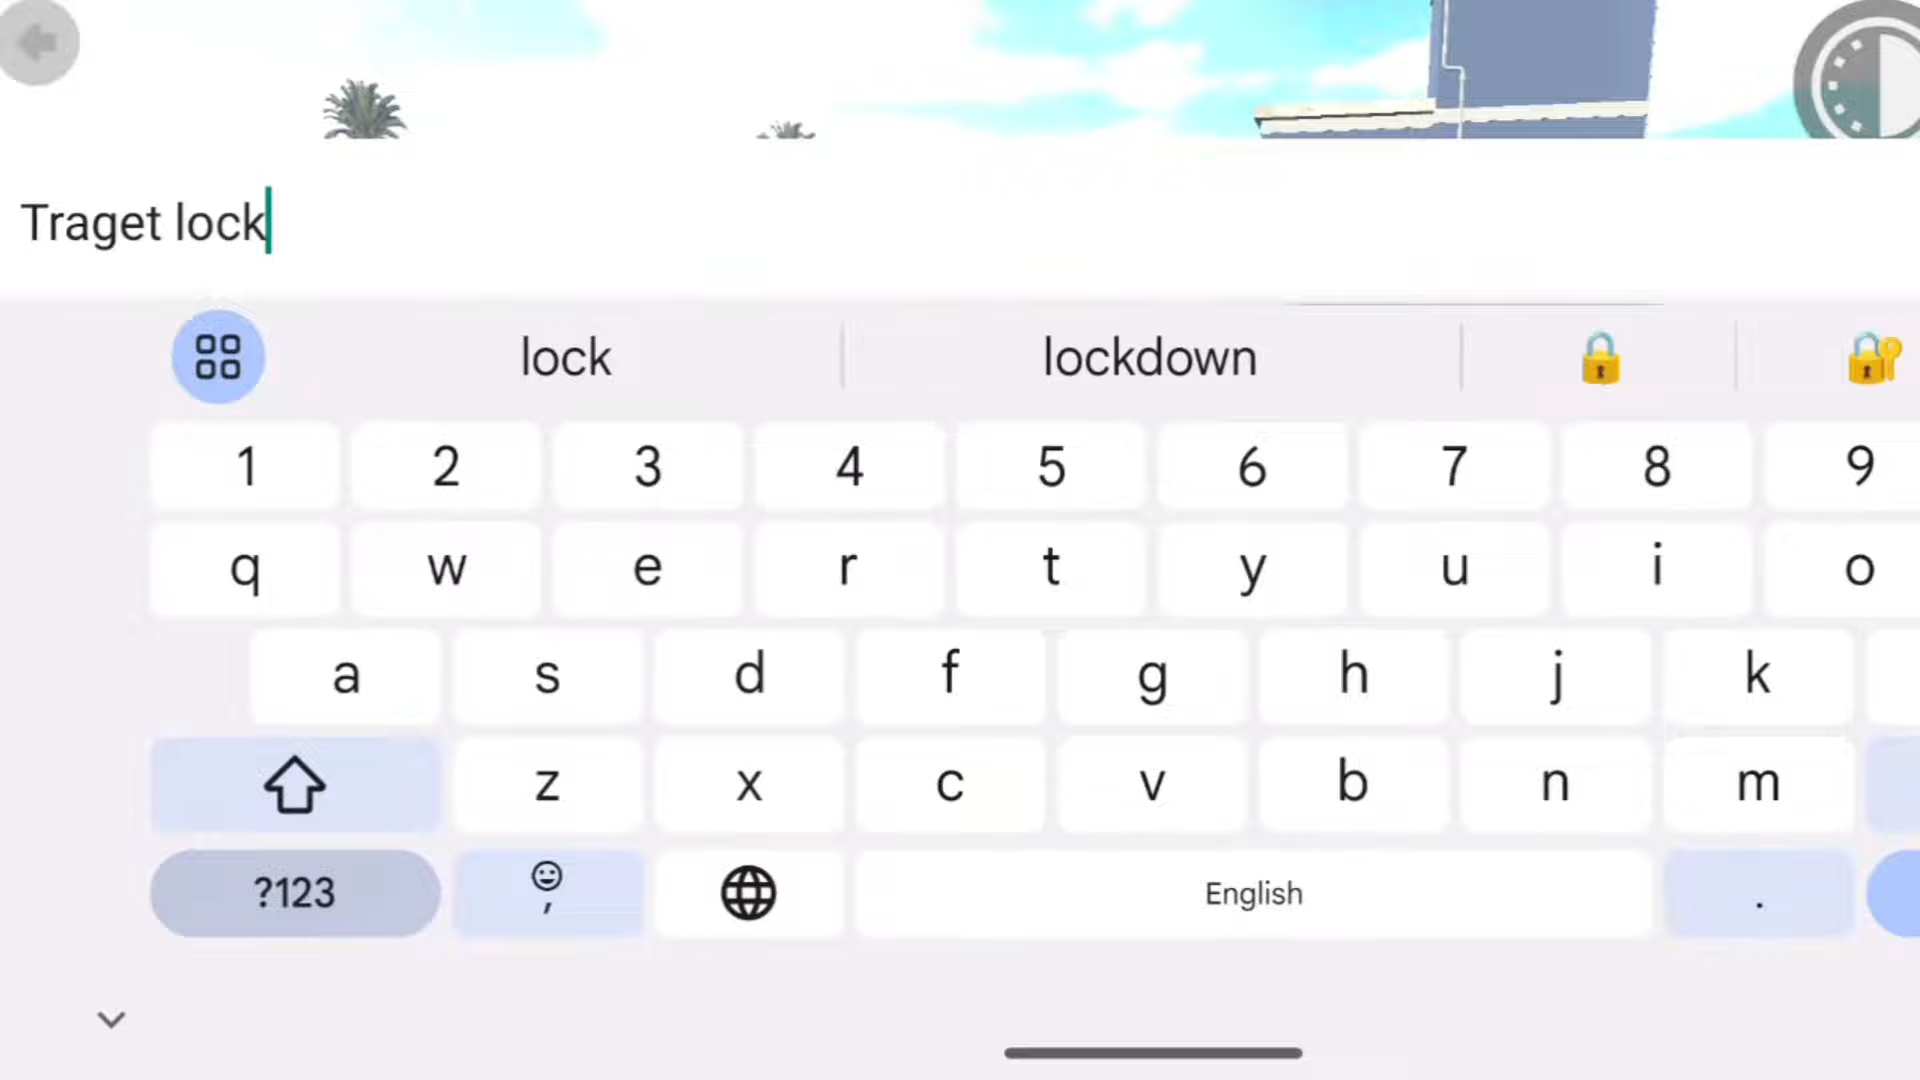 Traget lock
lock lockdown
1 2 3 4 5 6 7 8 9
q w e r t y u i o
a s d f g h j k
z x c v b n m
?123 , English .